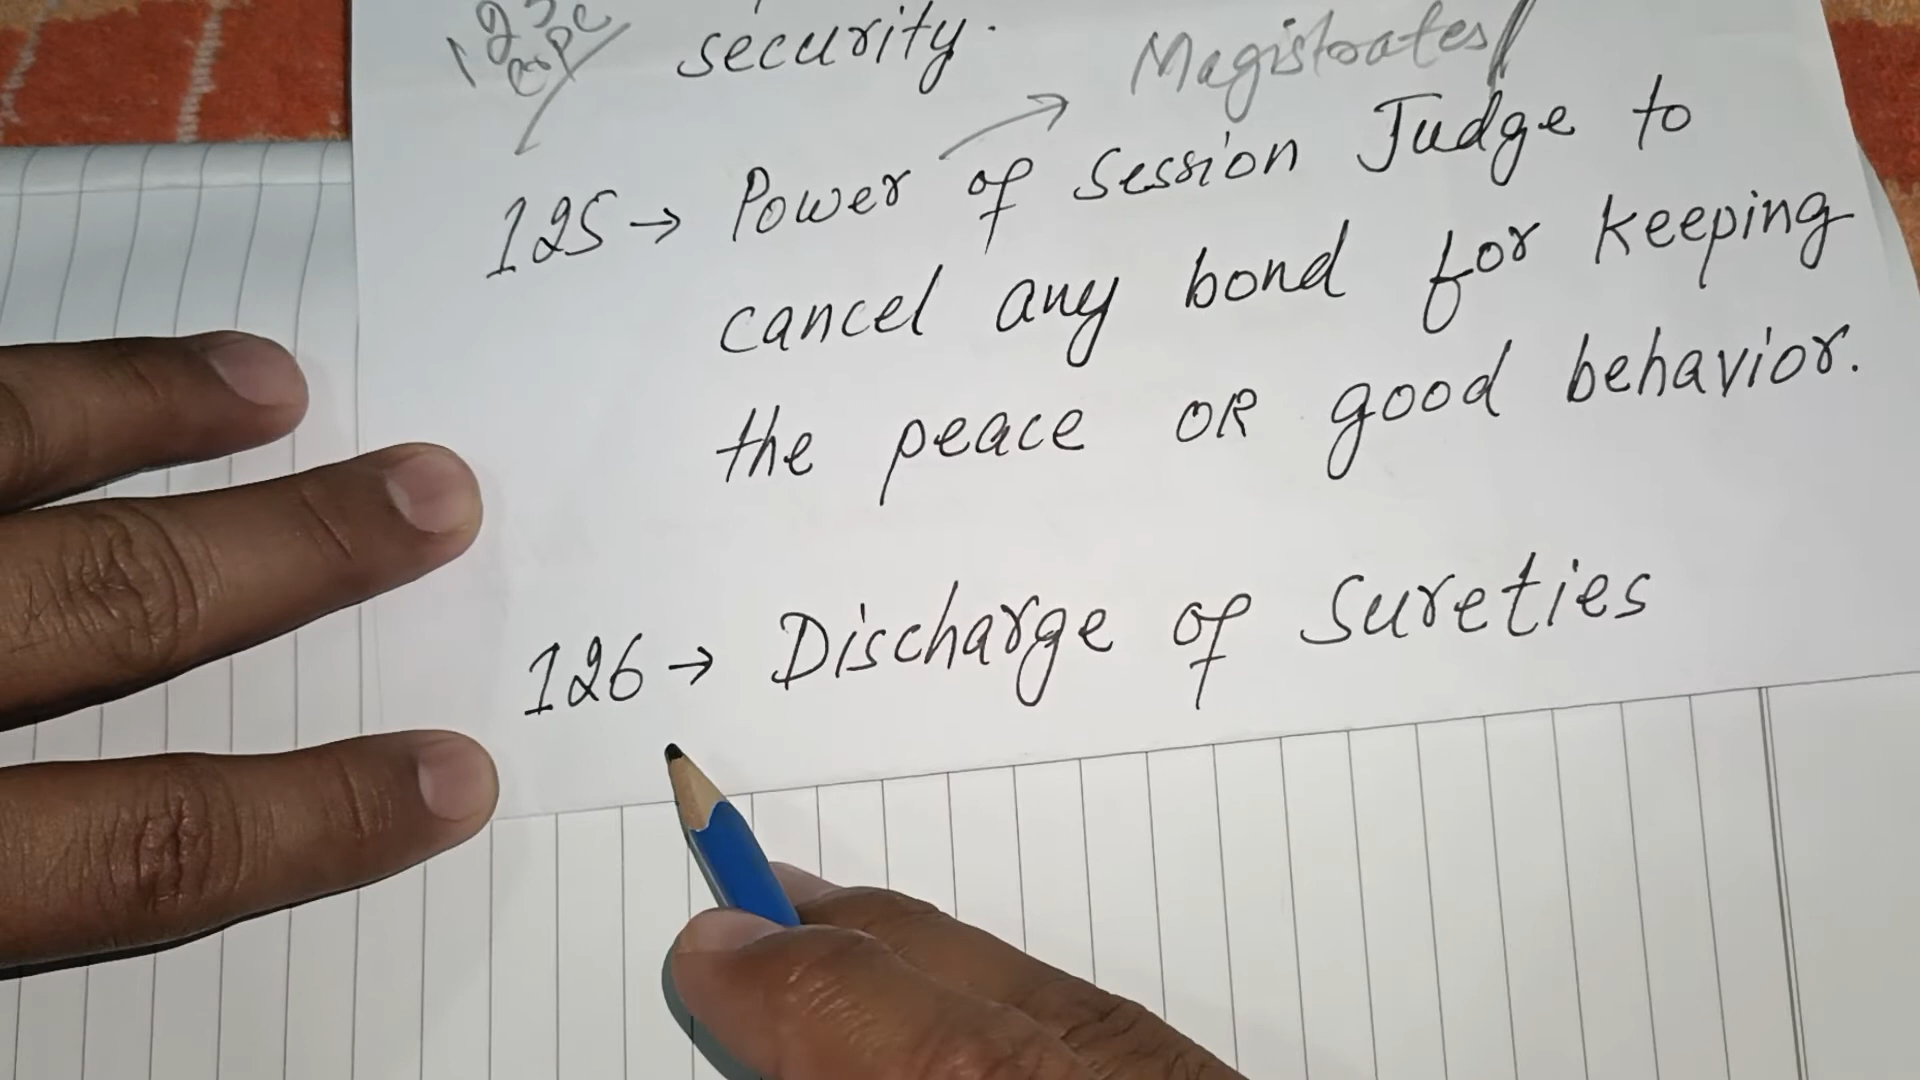 security.
Magistrates
125 → Power of Session Judge to
cancel any bond for keeping
the peace OR good behavior.
126 → Discharge of Sureties